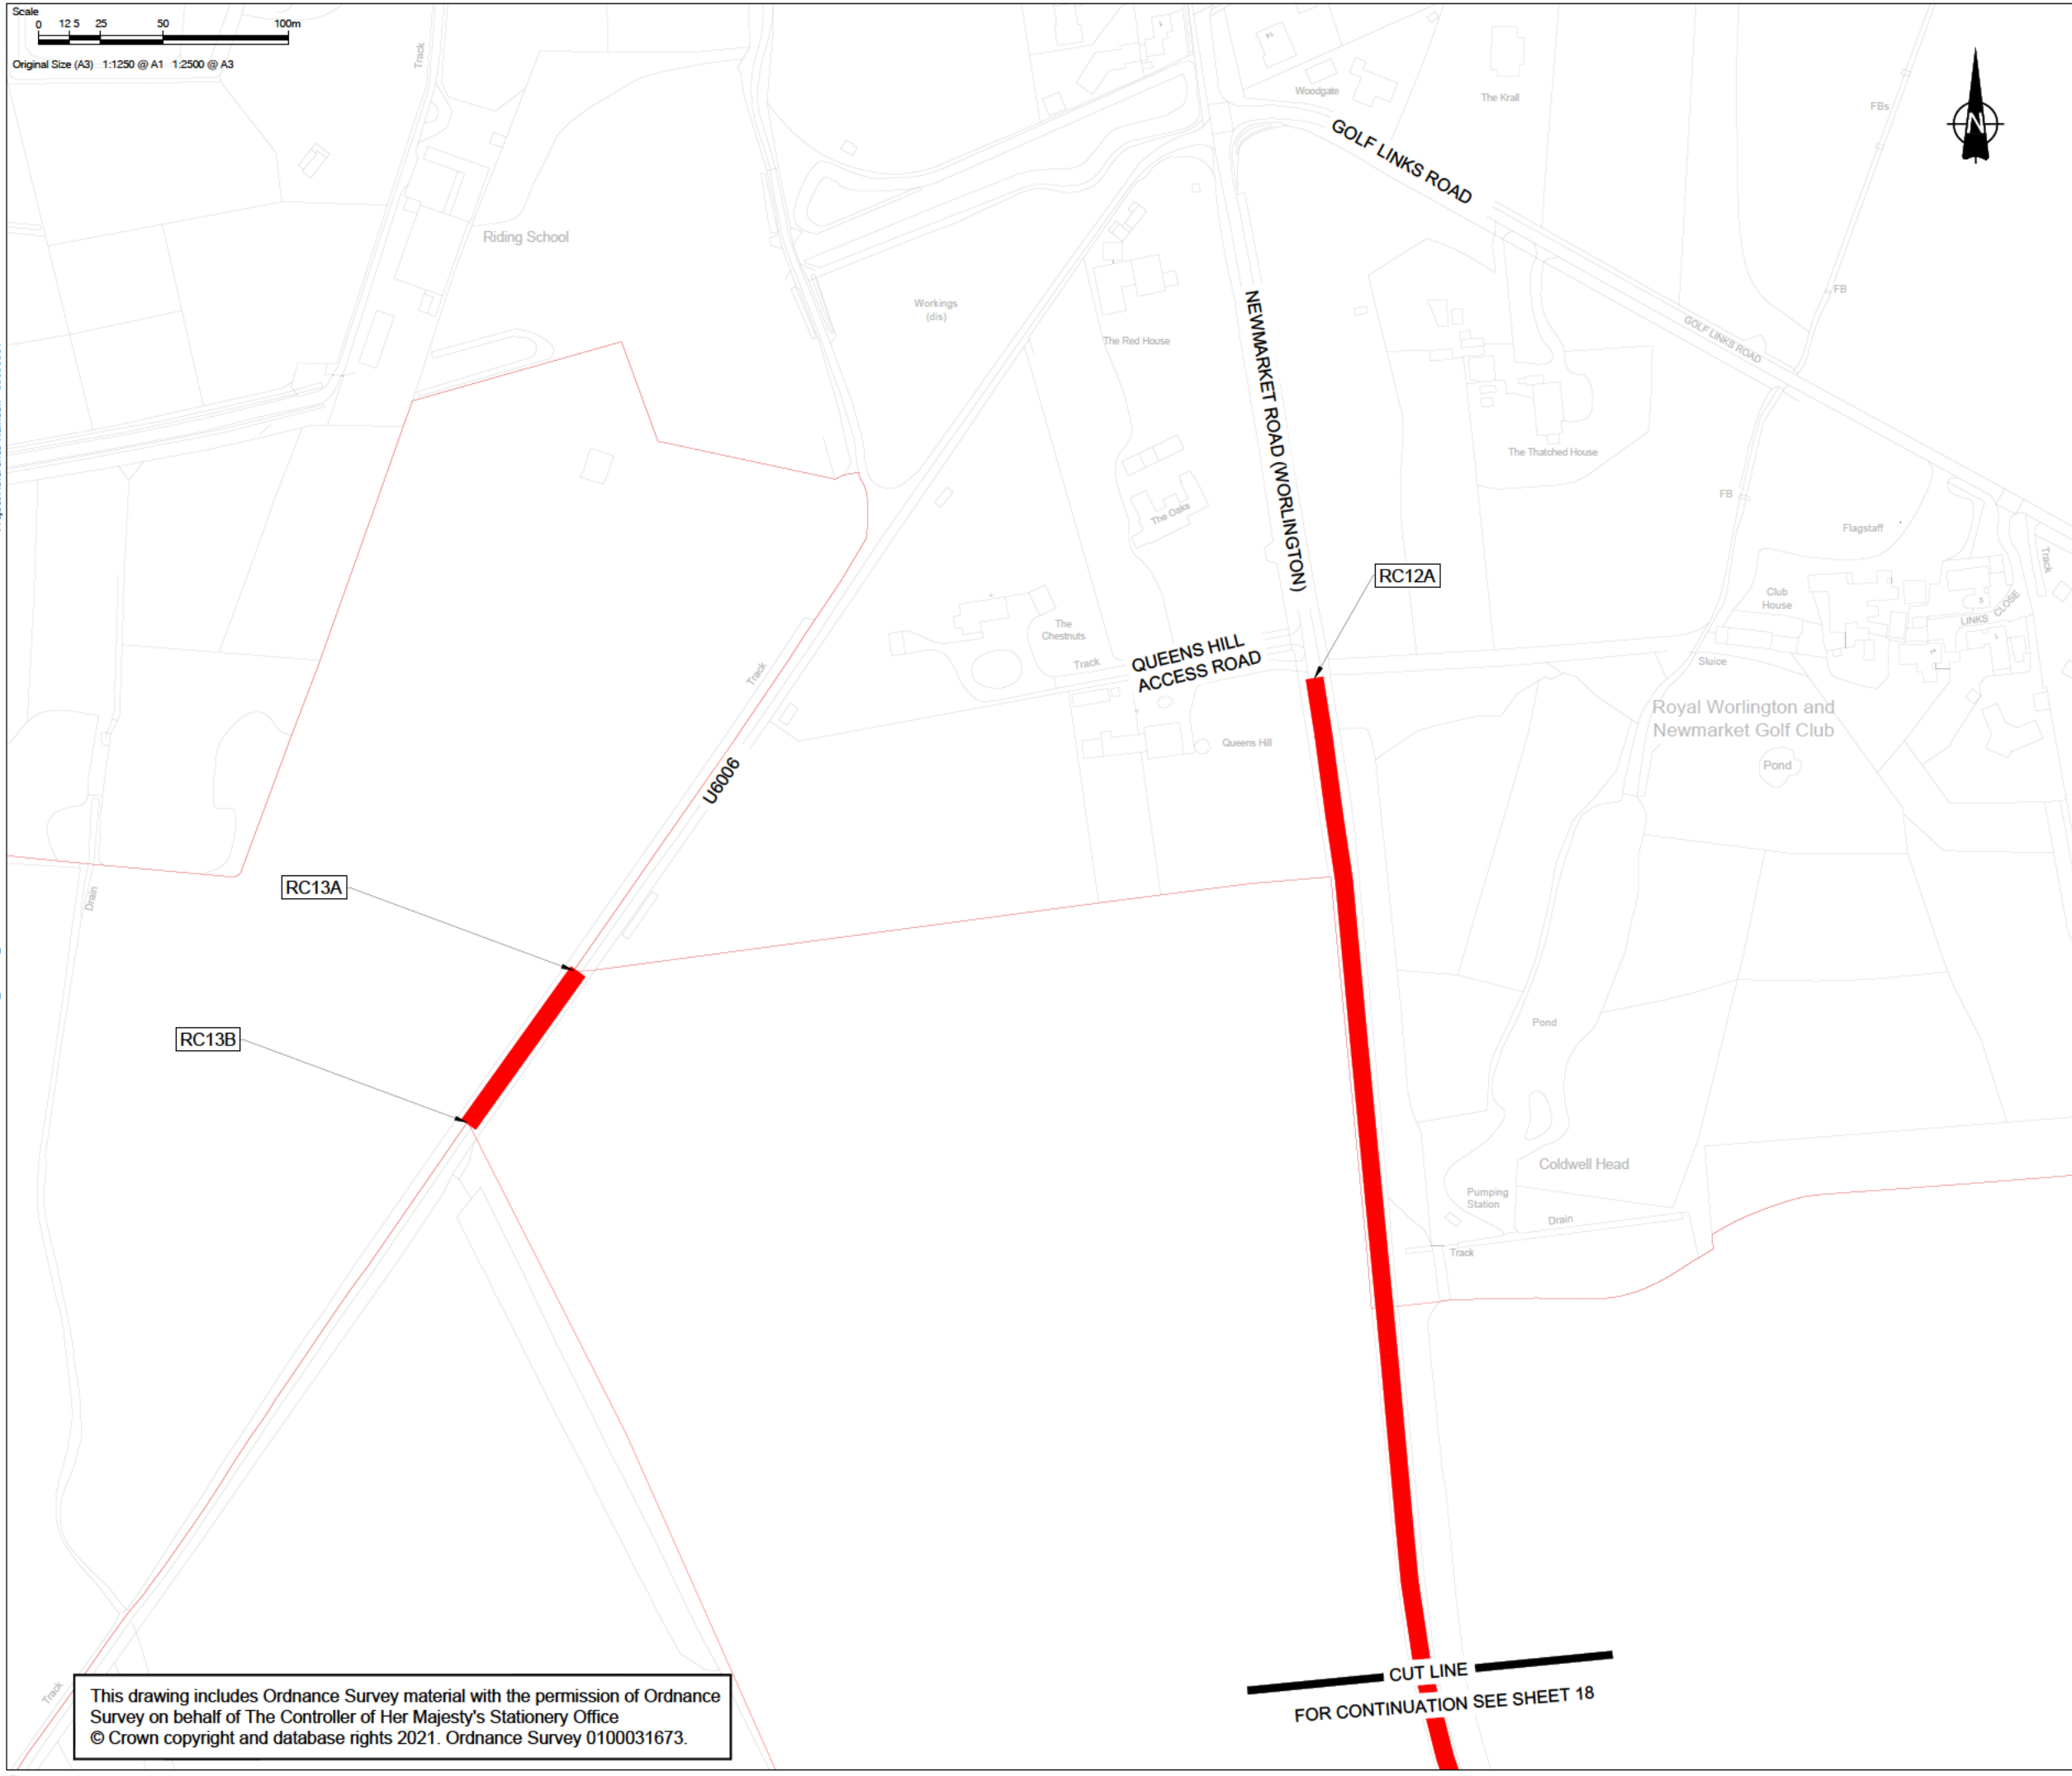 Scale
0 12 5 25 50 100m
Original Size (A3) 1:1250 @ A1 1:2500 @ A3
Track
Woodgate
The Krall
FBs
N
GOLF LINKS ROAD
Riding School
Workings
(dis)
The Red House
NEWMARKET ROAD (WORLINGTON)
FB
GOLF LINKS ROAD
The Thatched House
FB
Flagstaff
The Oaks
Track
RC12A
Club
House
LINKS CLOSE
The
Chestnuts
Track
QUEENS HILL
ACCESS ROAD
Sluice
Track
Royal Worlington and
Newmarket Golf Club
Queens Hill
Pond
U6006
RC13A
Drain
RC13B
Pond
Coldwell Head
Pumping
Station
Drain
Track
CUT LINE
FOR CONTINUATION SEE SHEET 18
Track
This drawing includes Ordnance Survey material with the permission of Ordnance
Survey on behalf of The Controller of Her Majesty's Stationery Office
© Crown copyright and database rights 2021. Ordnance Survey 0100031673.